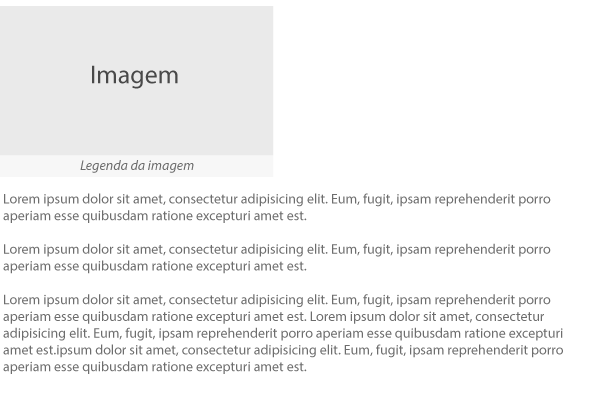 Imagem
Legenda da imagem
Lorem ipsum dolor sit amet, consectetur adipisicing elit. Eum, fugit, ipsam reprehenderit porro
aperiam esse quibusdam ratione excepturi amet est.
Lorem ipsum dolor sit amet, consectetur adipisicing elit. Eum, fugit, ipsam reprehenderit porro
aperiam esse quibusdam ratione excepturi amet est.
Lorem ipsum dolor sit amet, consectetur adipisicing elit. Eum, fugit, ipsam reprehenderit porro
aperiam esse quibusdam ratione excepturi amet est. Lorem ipsum dolor sit amet, consectetur
adipisicing elit. Eum, fugit, ipsam reprehenderit porro aperiam esse quibusdam ratione excepturi
amet est.ipsum dolor sit amet, consectetur adipisicing elit. Eum, fugit, ipsam reprehenderit porro
aperiam esse quibusdam ratione excepturi amet est.